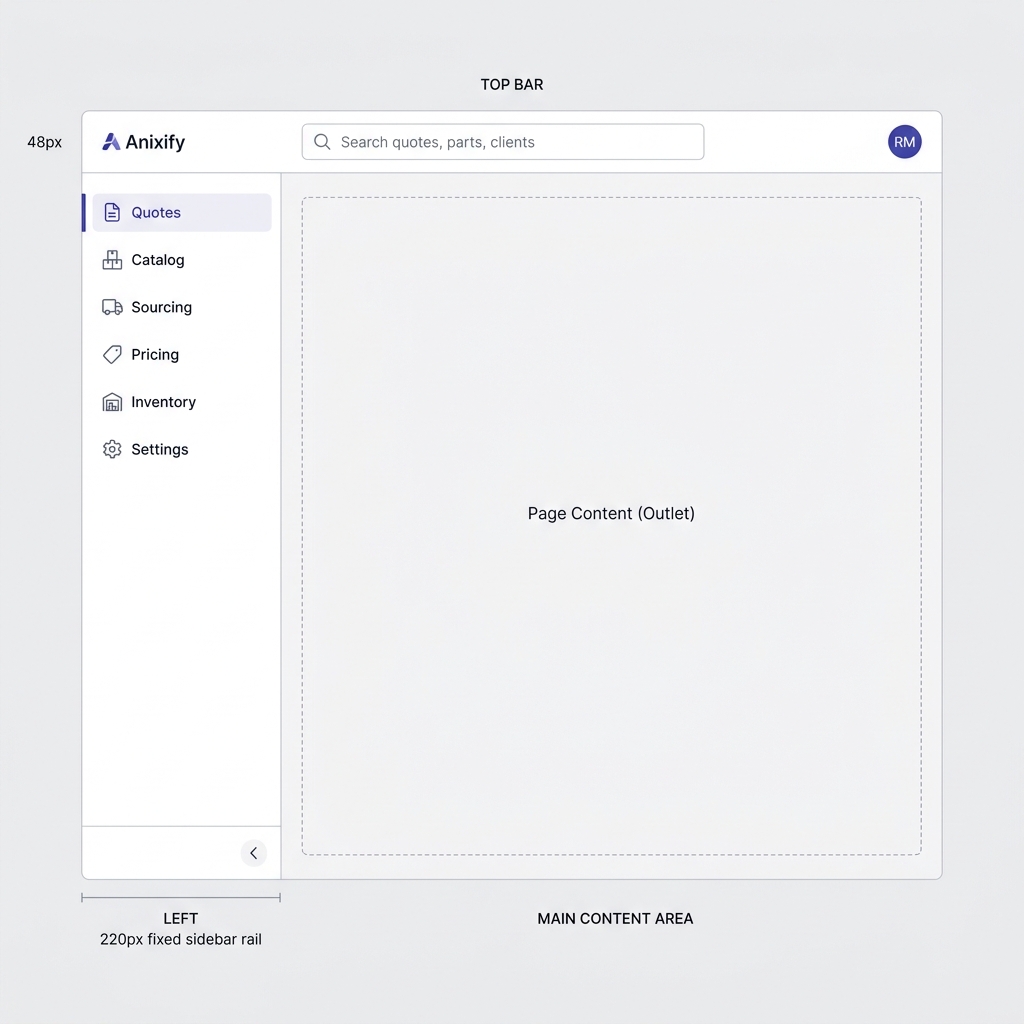 TOP BAR
48px
Anixify
Search quotes, parts, clients
RM
Quotes
Catalog
Sourcing
Pricing
Inventory
Settings
Page Content (Outlet)
LEFT
220px fixed sidebar rail
MAIN CONTENT AREA